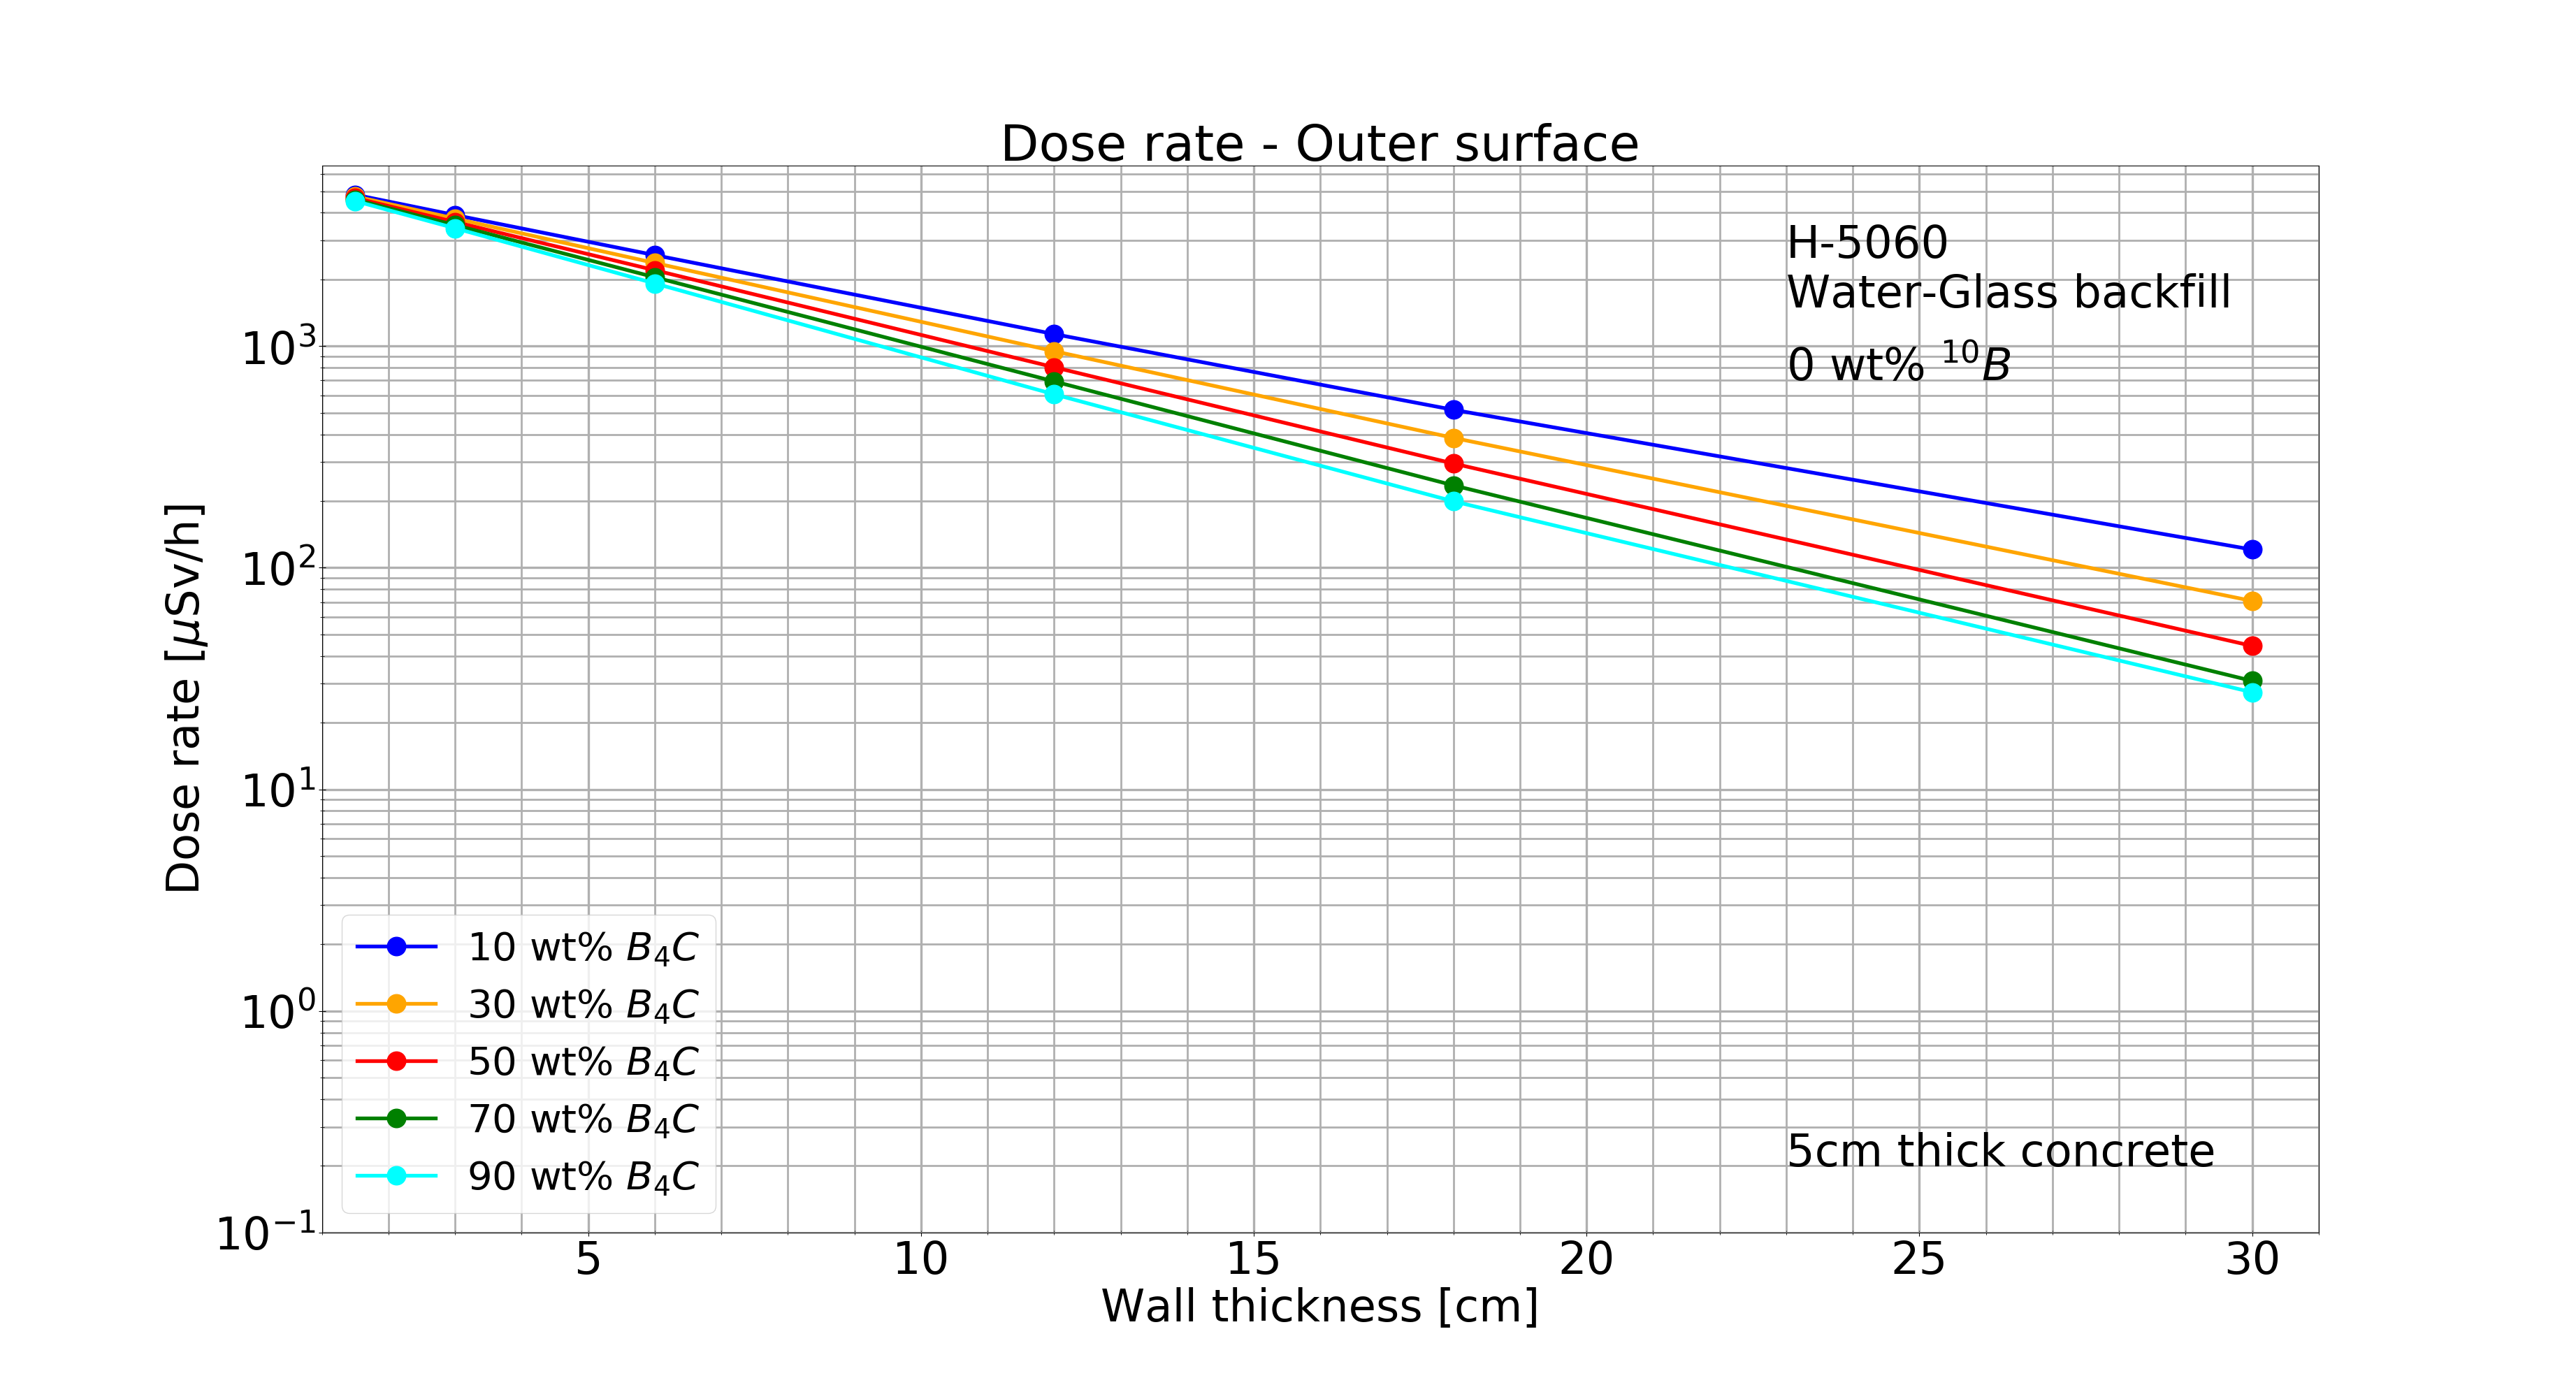 Dose rate - Outer surface
H-5060
Water-Glass backfill
0 wt% ¹⁰B
10³
10²
10¹
10⁰
10⁻¹
Dose rate [μSv/h]
10 wt% B₄C
30 wt% B₄C
50 wt% B₄C
70 wt% B₄C
90 wt% B₄C
5cm thick concrete
5 10 15 20 25 30
Wall thickness [cm]